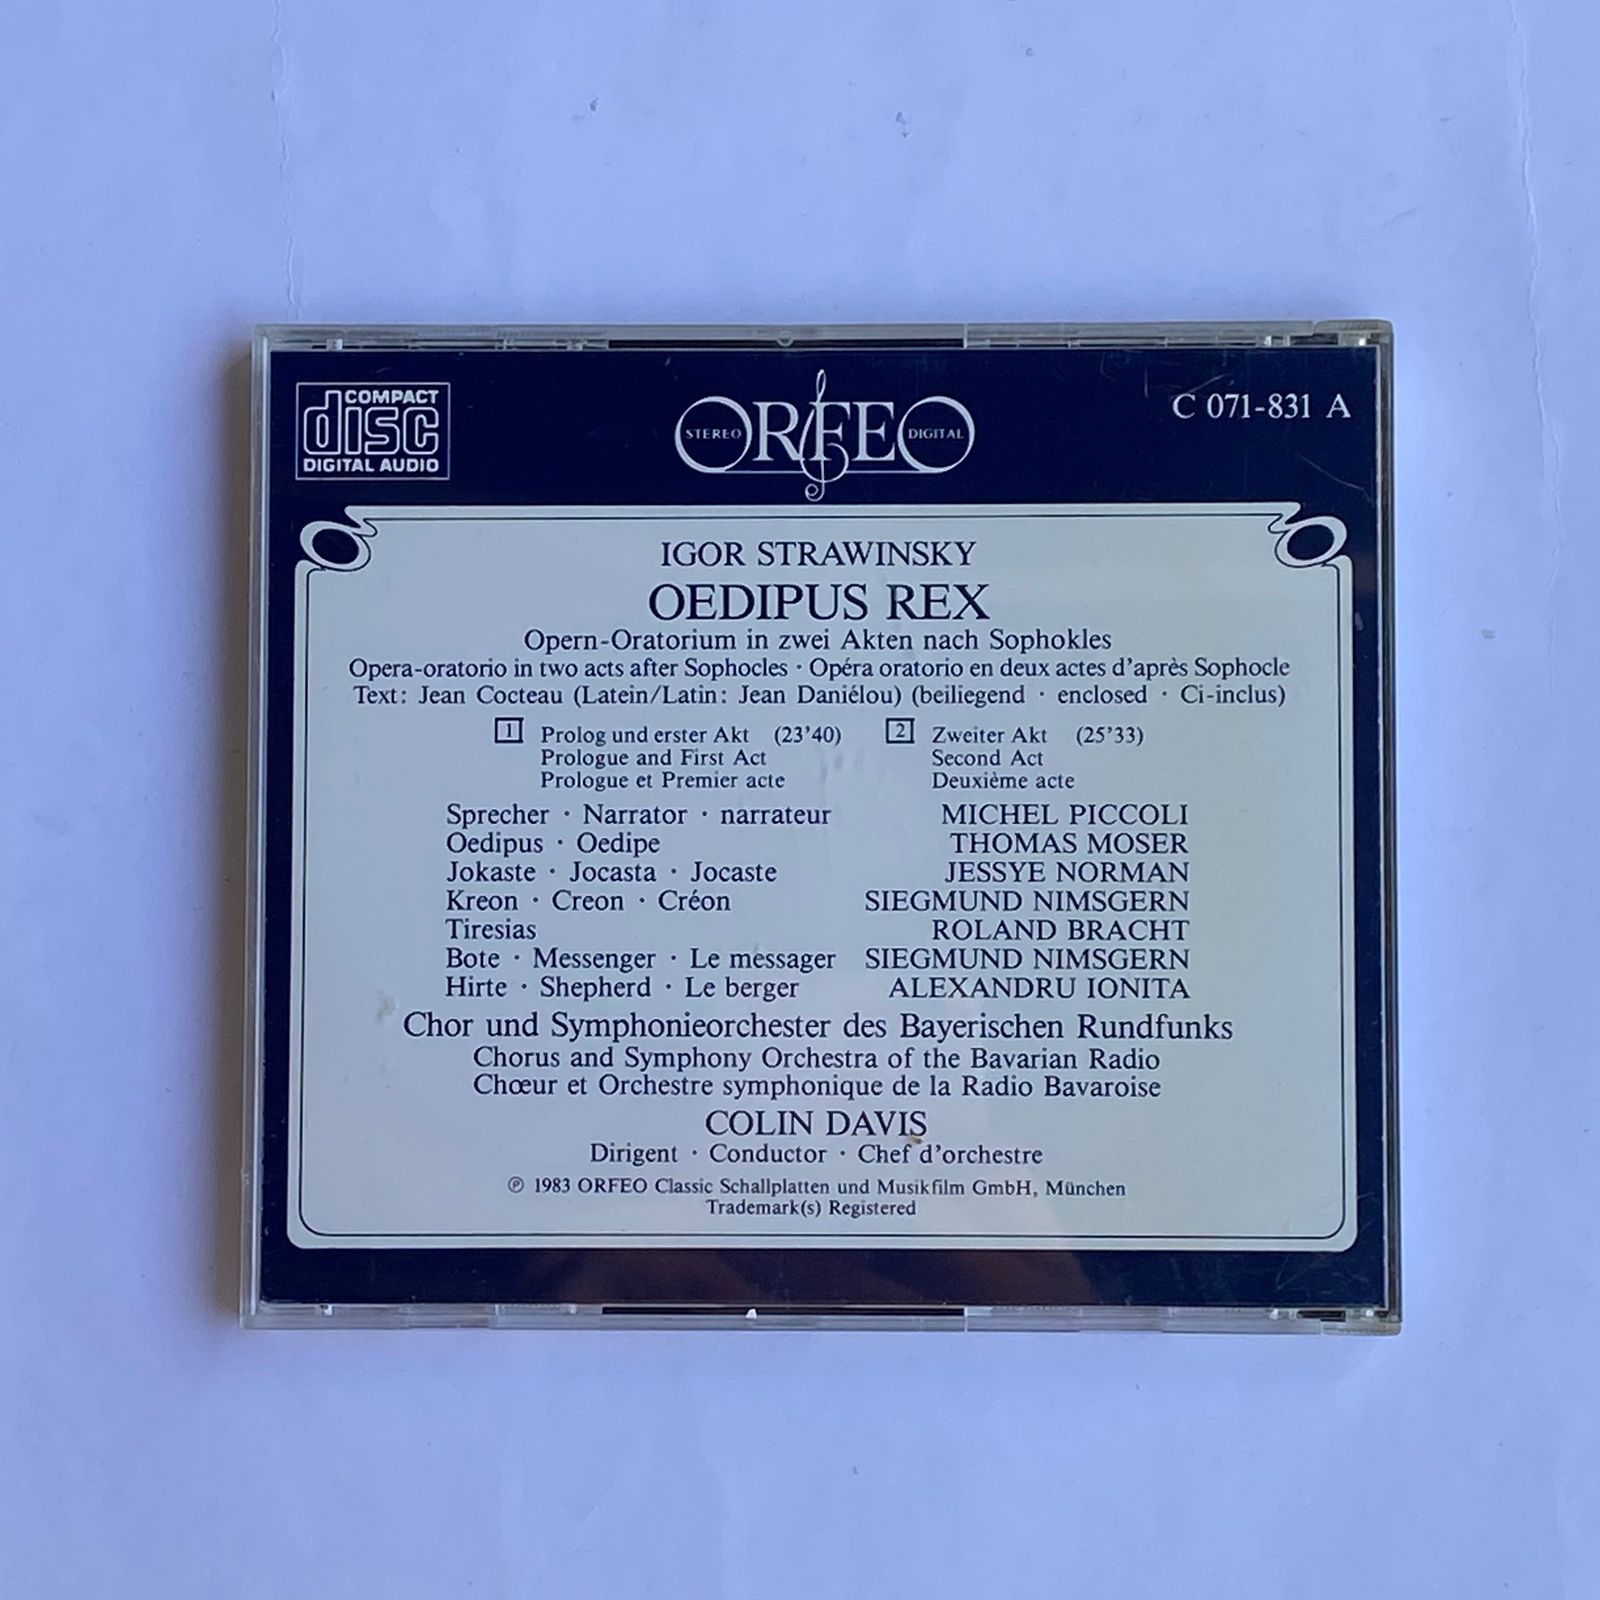 COMPACT
disc
DIGITAL AUDIO
STEREO ORFEO DIGITAL
C 071-831 A
IGOR STRAWINSKY
OEDIPUS REX
Opern-Oratorium in zwei Akten nach Sophokles
Opera-oratorio in two acts after Sophocles · Opéra oratorio en deux actes d'après Sophocle
Text: Jean Cocteau (Latein/Latin: Jean Daniélou) (beiliegend · enclosed · Ci-inclus)
1 Prolog und erster Akt (23'40)
Prologue and First Act
Prologue et Premier acte
2 Zweiter Akt (25'33)
Second Act
Deuxième acte
Sprecher · Narrator · narrateur MICHEL PICCOLI
Oedipus · Oedipe THOMAS MOSER
Jokaste · Jocasta · Jocaste JESSYE NORMAN
Kreon · Creon · Créon SIEGMUND NIMSGERN
Tiresias ROLAND BRACHT
Bote · Messenger · Le messager SIEGMUND NIMSGERN
Hirte · Shepherd · Le berger ALEXANDRU IONITA
Chor und Symphonieorchester des Bayerischen Rundfunks
Chorus and Symphony Orchestra of the Bavarian Radio
Chœur et Orchestre symphonique de la Radio Bavaroise
COLIN DAVIS
Dirigent · Conductor · Chef d'orchestre
℗ 1983 ORFEO Classic Schallplatten und Musikfilm GmbH, München
Trademark(s) Registered